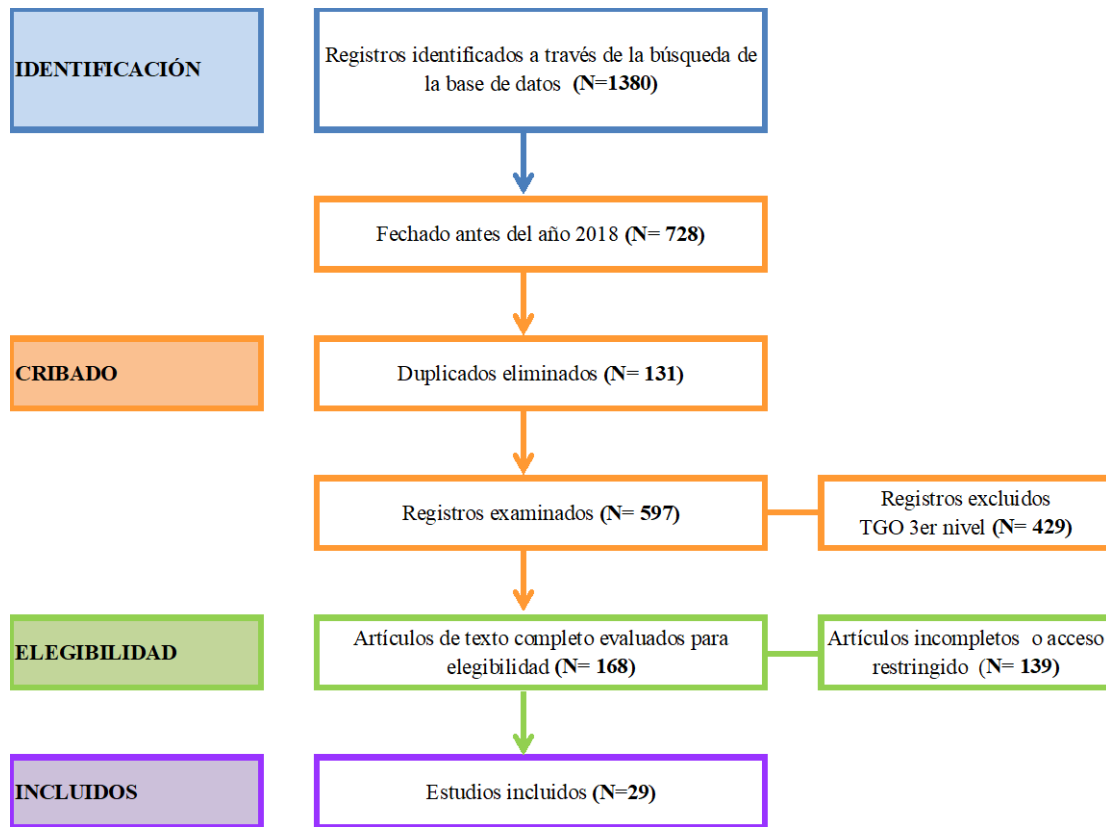 IDENTIFICACIÓN
Registros identificados a través de la búsqueda de
la base de datos (N=1380)
Fechado antes del año 2018 (N= 728)
CRIBADO
Duplicados eliminados (N= 131)
Registros examinados (N= 597)
Registros excluidos
TGO 3er nivel (N= 429)
ELEGIBILIDAD
Artículos de texto completo evaluados para
elegibilidad (N= 168)
Artículos incompletos o acceso
restringido (N= 139)
INCLUIDOS
Estudios incluidos (N=29)